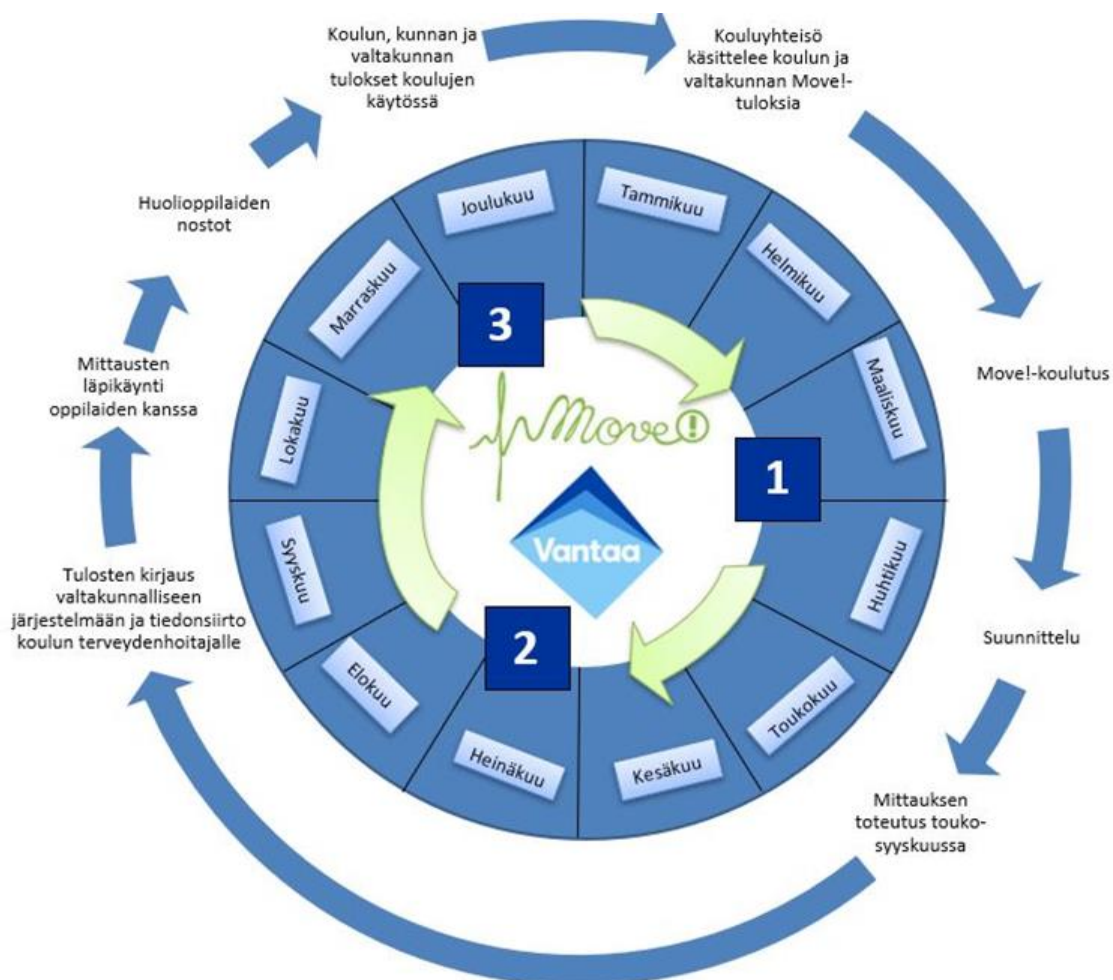 Koulun, kunnan ja
valtakunnan
tulokset koulujen
käytössä
Kouluyhteisö
käsittelee koulun ja
valtakunnan Move!-
tuloksia
Move!-koulutus
Suunnittelu
Mittauksen
toteutus touko-
syyskuussa
Tulosten kirjaus
valtakunnalliseen
järjestelmään ja tiedonsiirto
koulun terveydenhoitajalle
Mittausten
läpikäynti
oppilaiden kanssa
Huolioppilaiden
nostot
Tammikuu
Helmikuu
Maaliskuu
Huhtikuu
Toukokuu
Kesäkuu
Heinäkuu
Elokuu
Syyskuu
Lokakuu
Marraskuu
Joulukuu
1
2
3
Move!
Vantaa